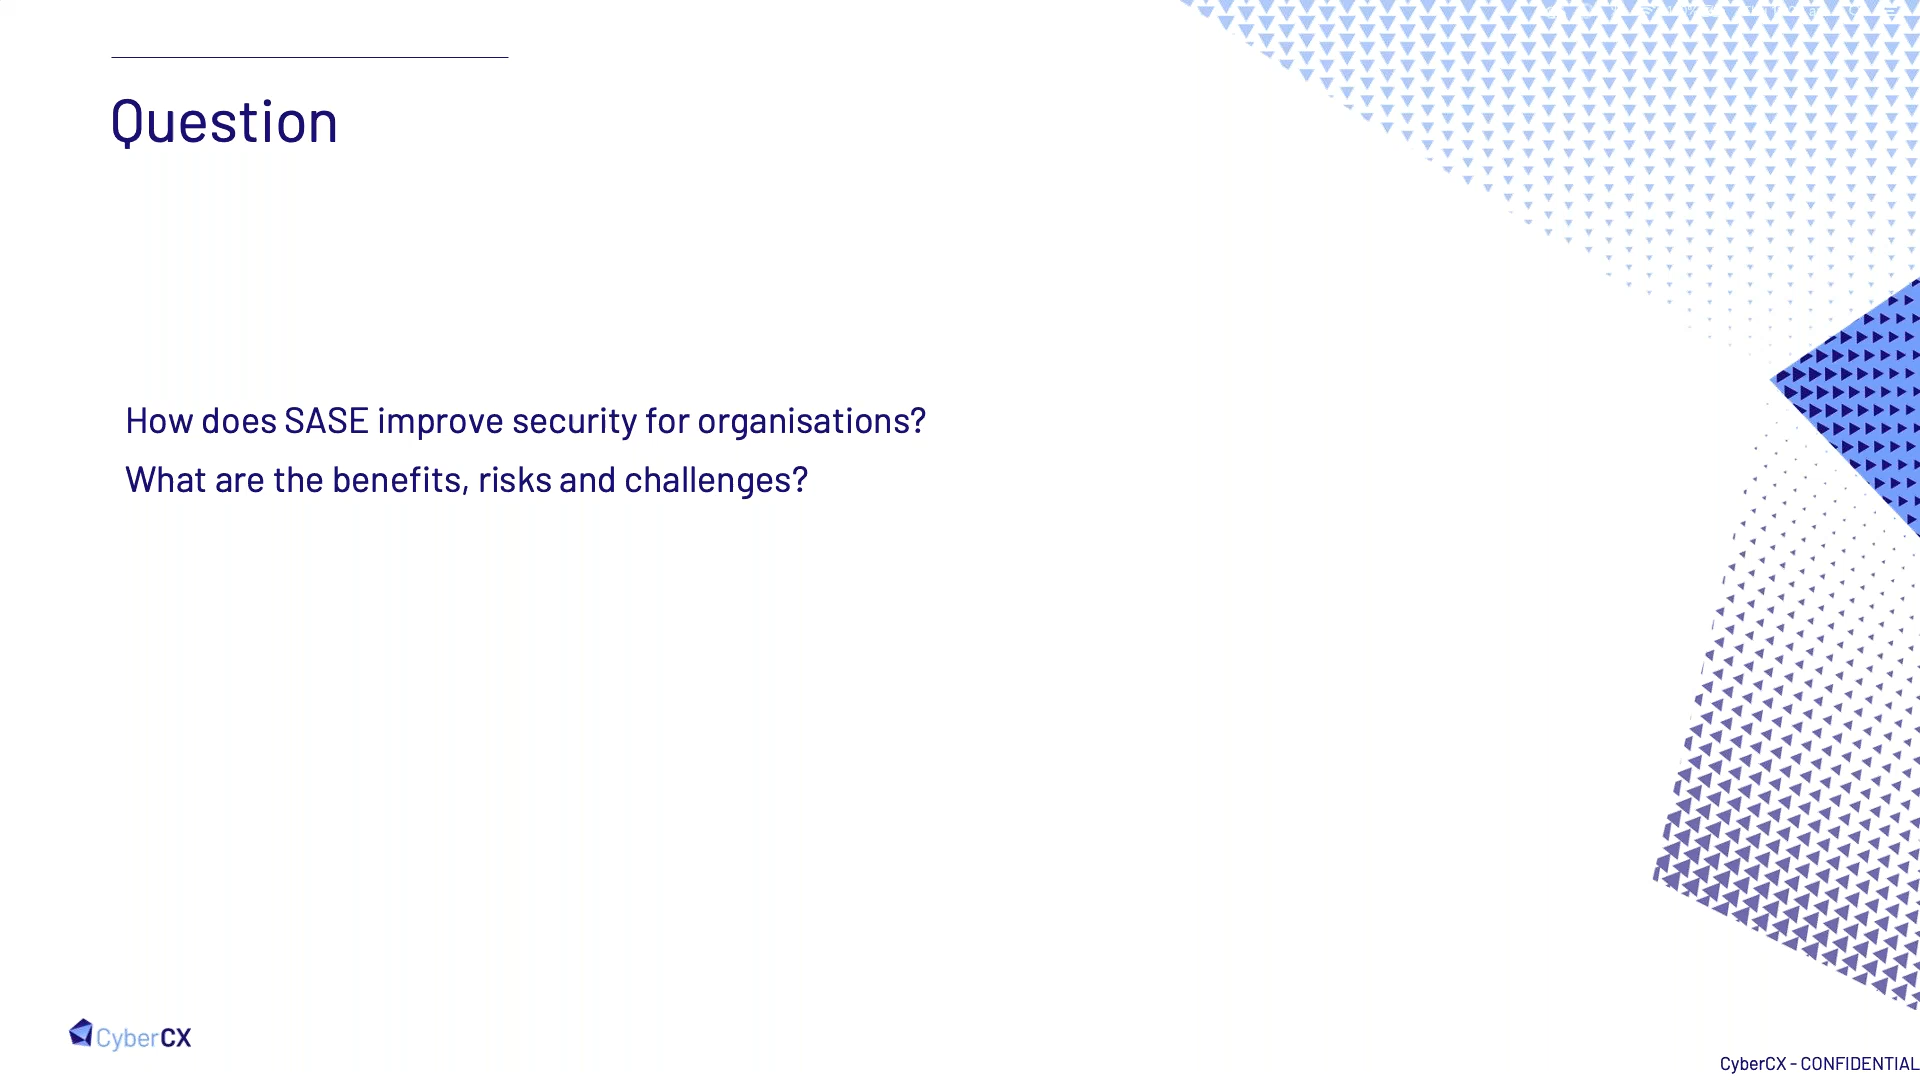 Question
How does SASE improve security for organisations?
What are the benefits, risks and challenges?
CyberCX
CyberCX - CONFIDENTIAL